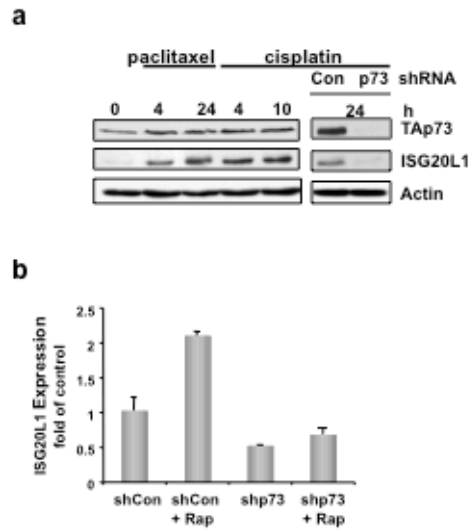 a
paclitaxel cisplatin
Con p73 shRNA
0 4 24 4 10 24 h
TAp73
ISG20L1
Actin
b
ISG20L1 Expression
fold of control
2.5
2
1.5
1
0.5
0
shCon shCon shp73 shp73
+ Rap + Rap